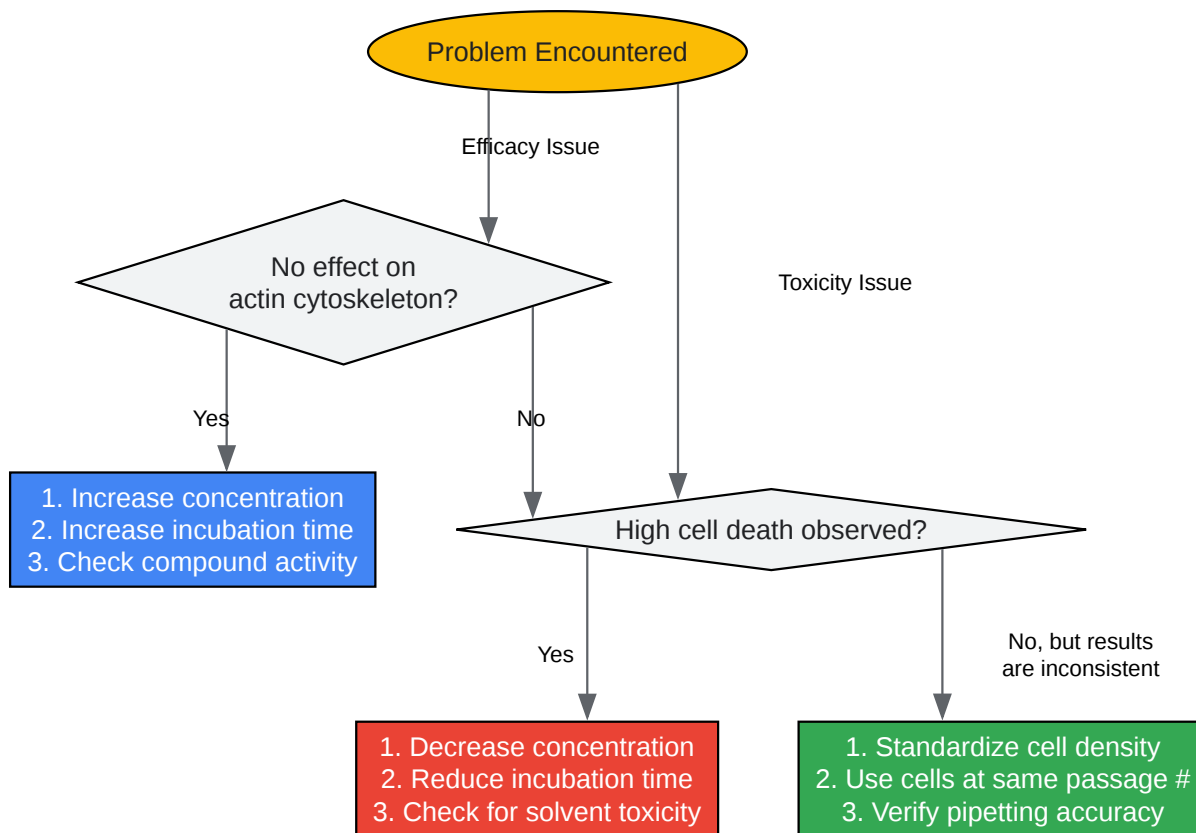 Problem Encountered
Efficacy Issue
No effect on
actin cytoskeleton?
Toxicity Issue
Yes
No
1. Increase concentration
2. Increase incubation time
3. Check compound activity
High cell death observed?
Yes
No, but results
are inconsistent
1. Decrease concentration
2. Reduce incubation time
3. Check for solvent toxicity
1. Standardize cell density
2. Use cells at same passage #
3. Verify pipetting accuracy